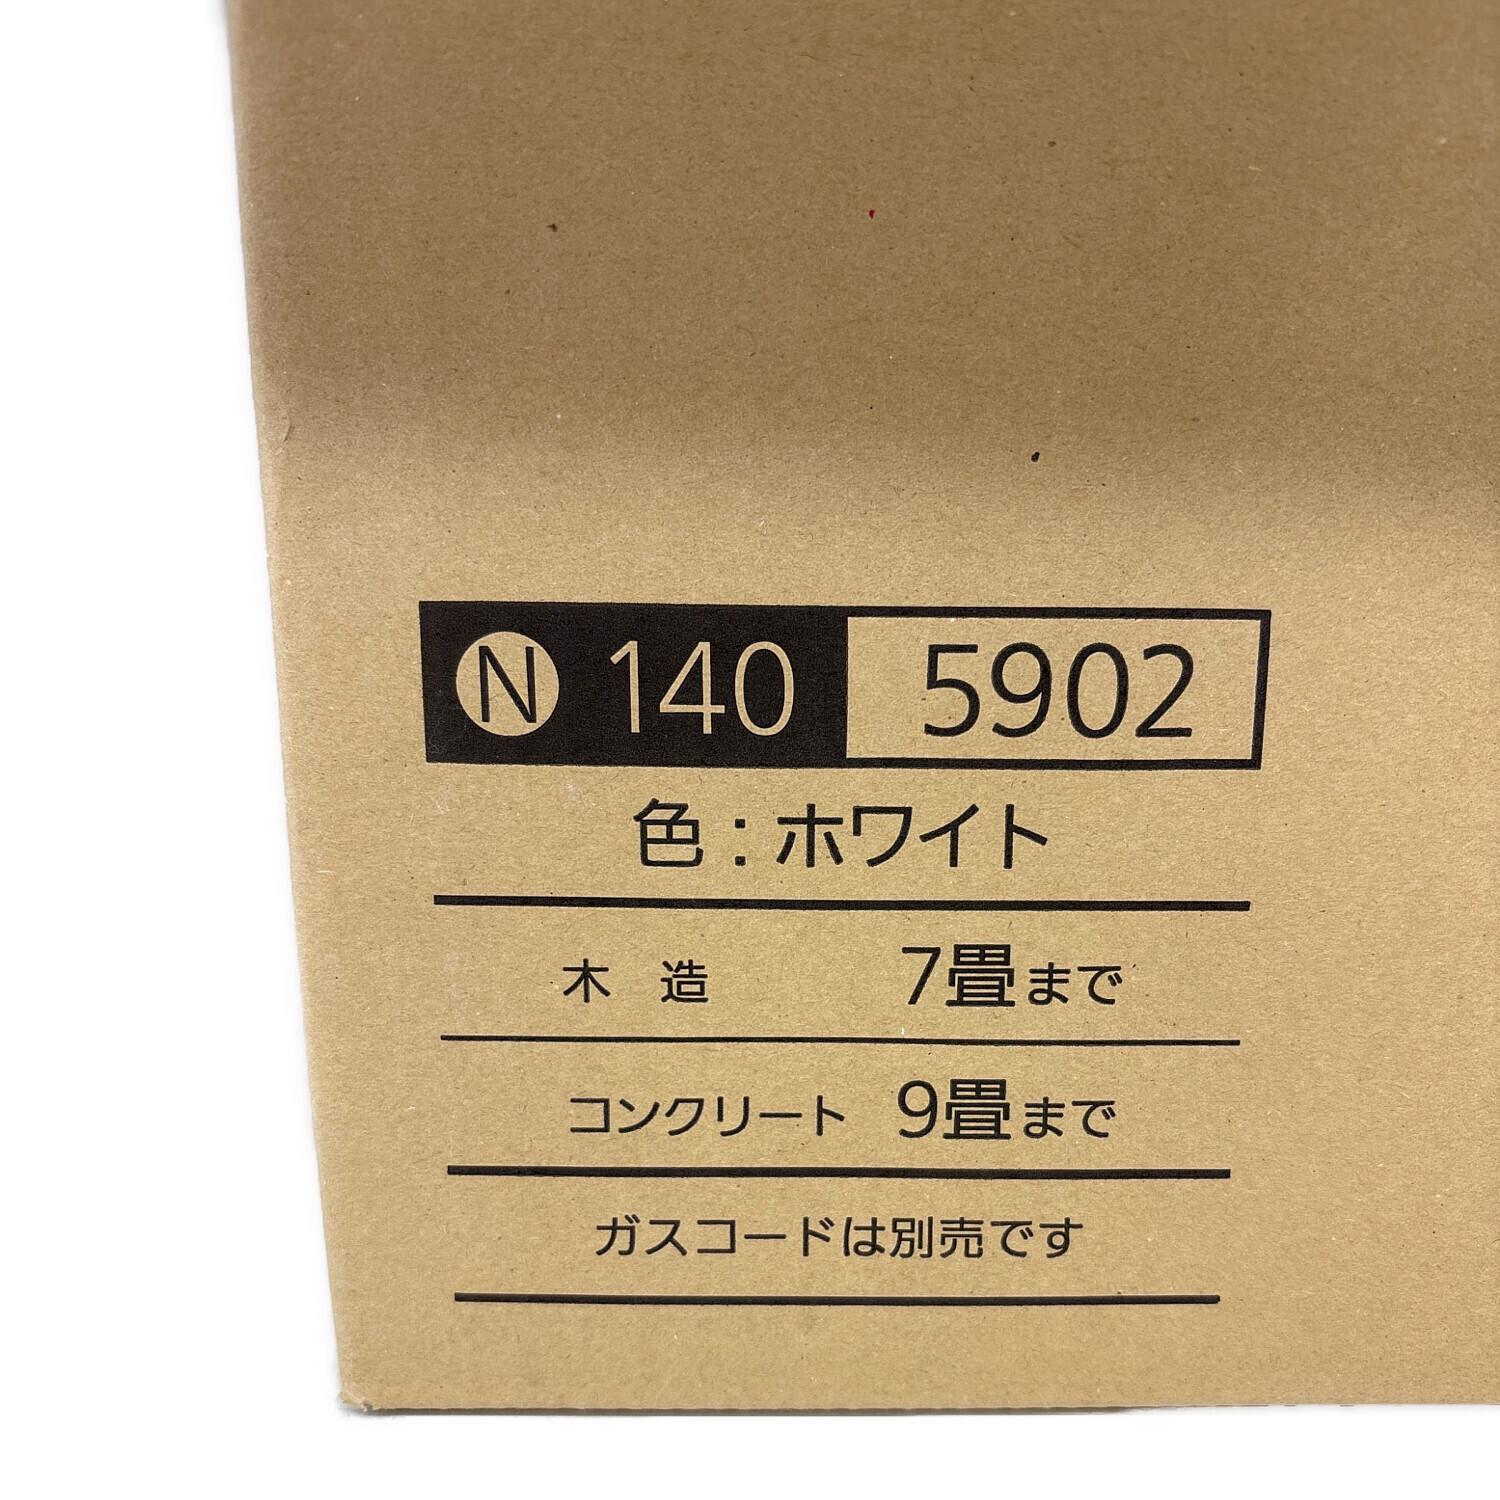 Ⓝ 140 5902
色：ホワイト
木 造 7畳まで
コンクリート 9畳まで
ガスコードは別売です